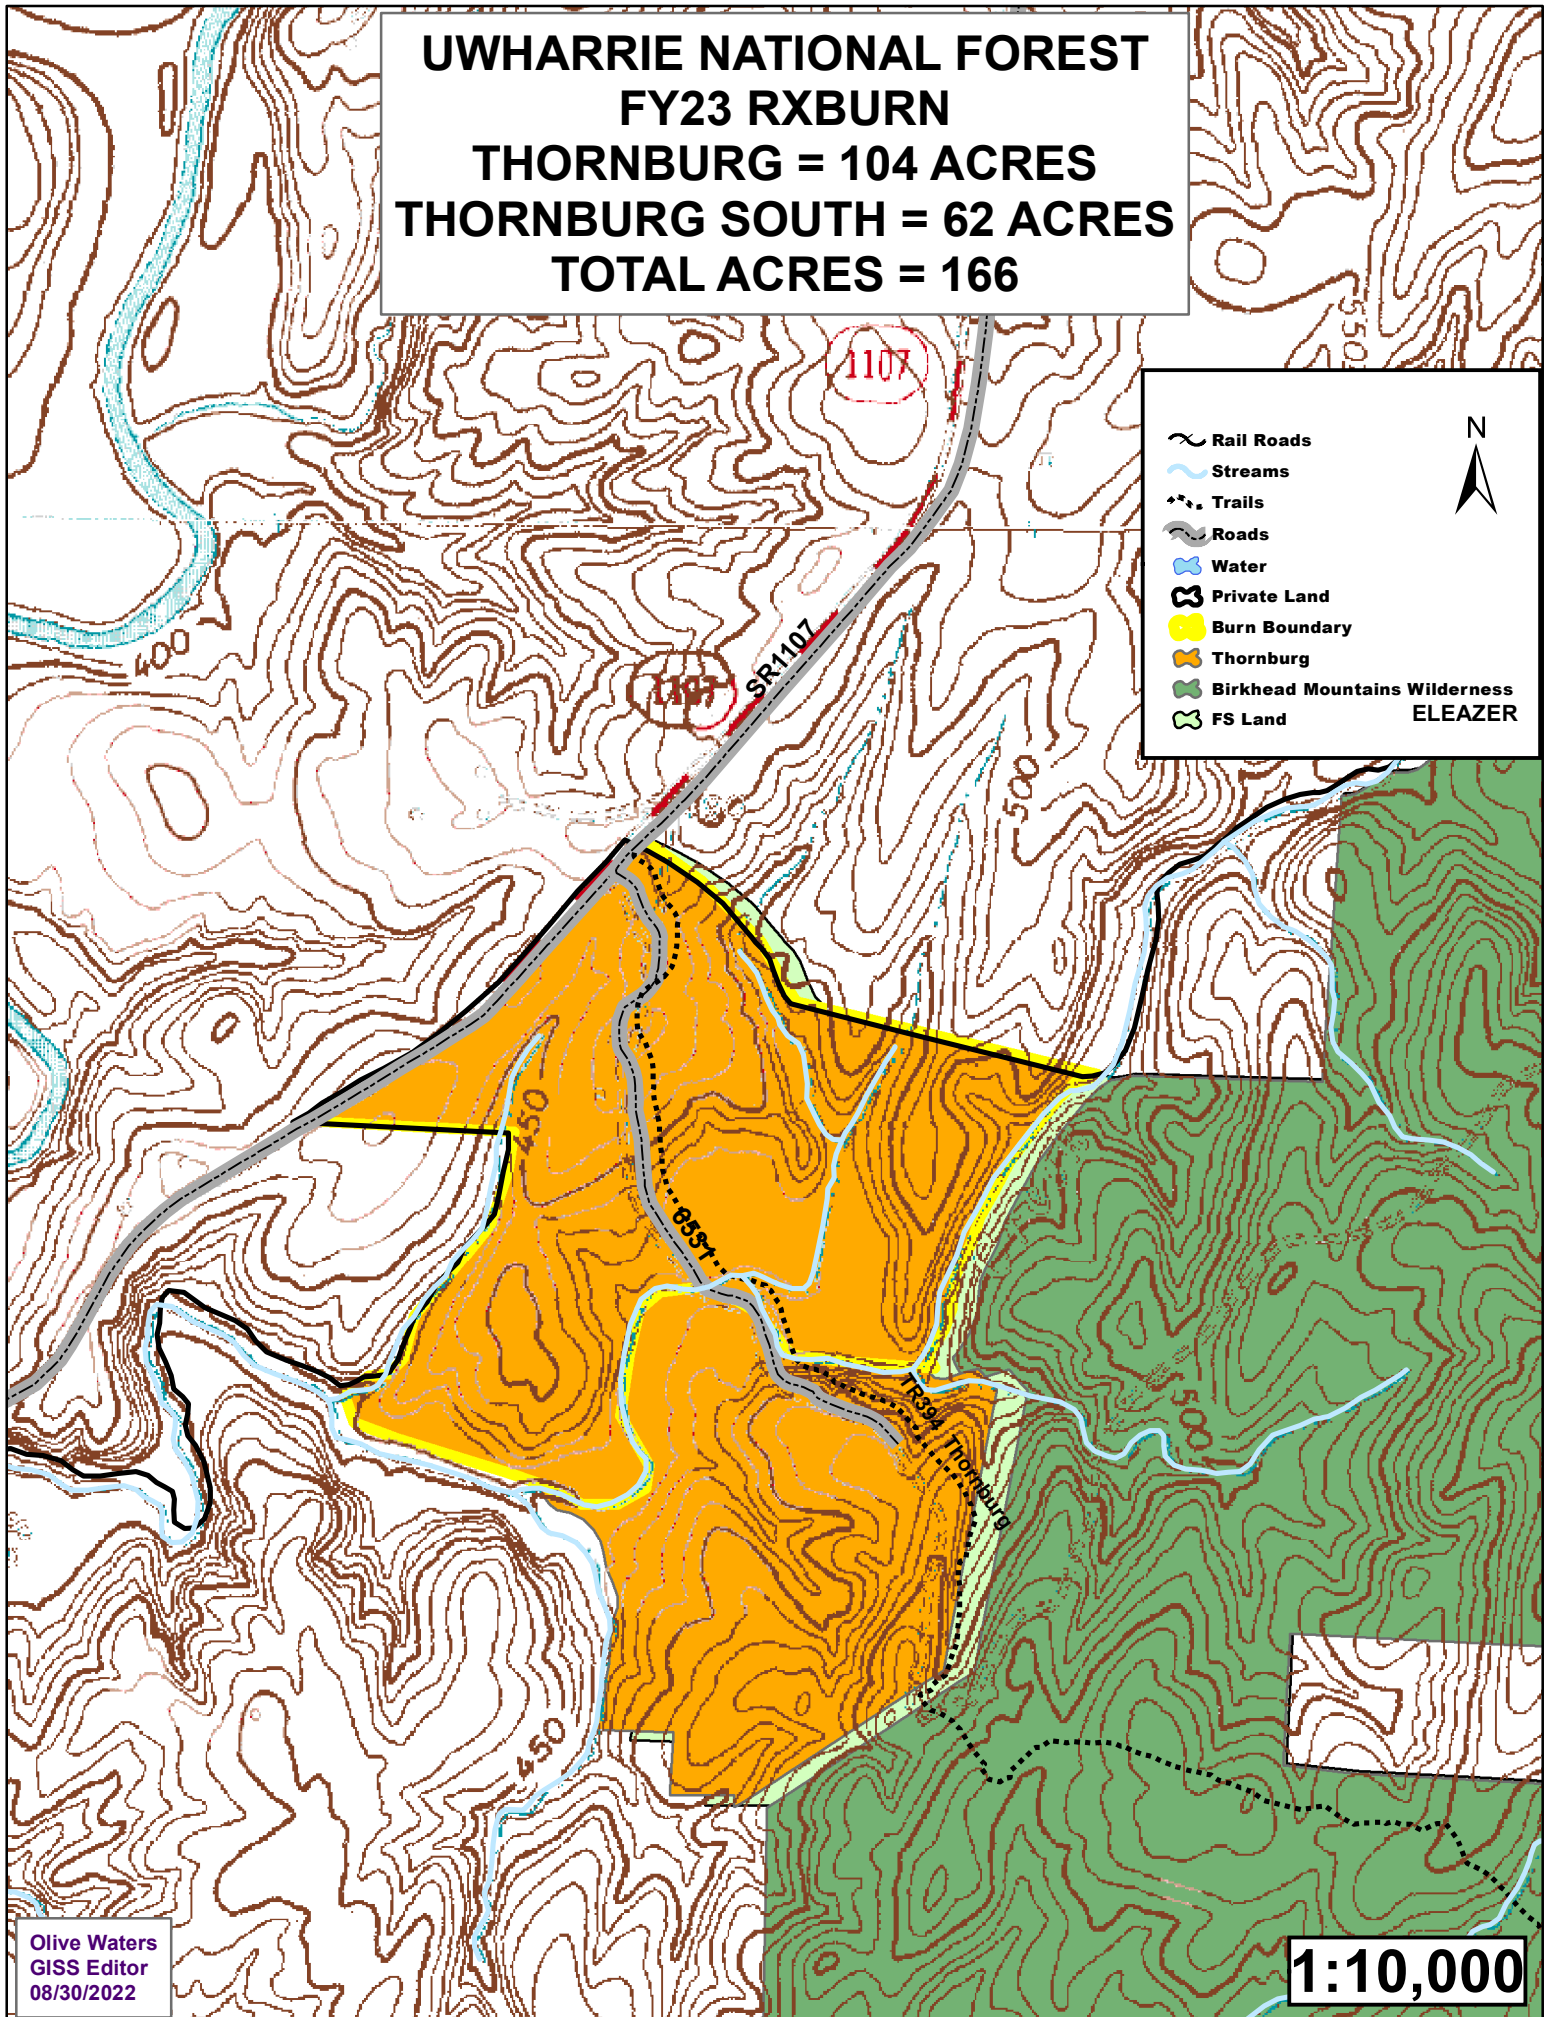 UWHARRIE NATIONAL FOREST
FY23 RXBURN
THORNBURG = 104 ACRES
THORNBURG SOUTH = 62 ACRES
TOTAL ACRES = 166
1107
550
N
Rail Roads
Streams
Trails
Roads
Water
Private Land
Burn Boundary
Thornburg
Birkhead Mountains Wilderness
FS Land
ELEAZER
400
SR1107
1107
500
450
TR394 Thornburg
500
450
Olive Waters
GISS Editor
08/30/2022
1:10,000